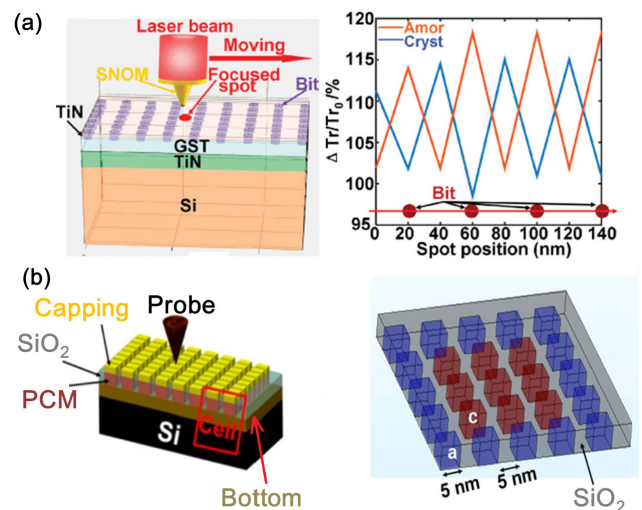 (a)
Laser beam
Moving
SNOM
Focused
spot
Bit
TiN
GST
TiN
Si
Δ Tr/Tr0 /%
Amor
Cryst
115
110
105
100
95
Bit
0 20 40 60 80 100 120 140
Spot position (nm)
(b)
Capping
Probe
SiO2
PCM
Si
Cell
Bottom
c
a
5 nm
5 nm
SiO2